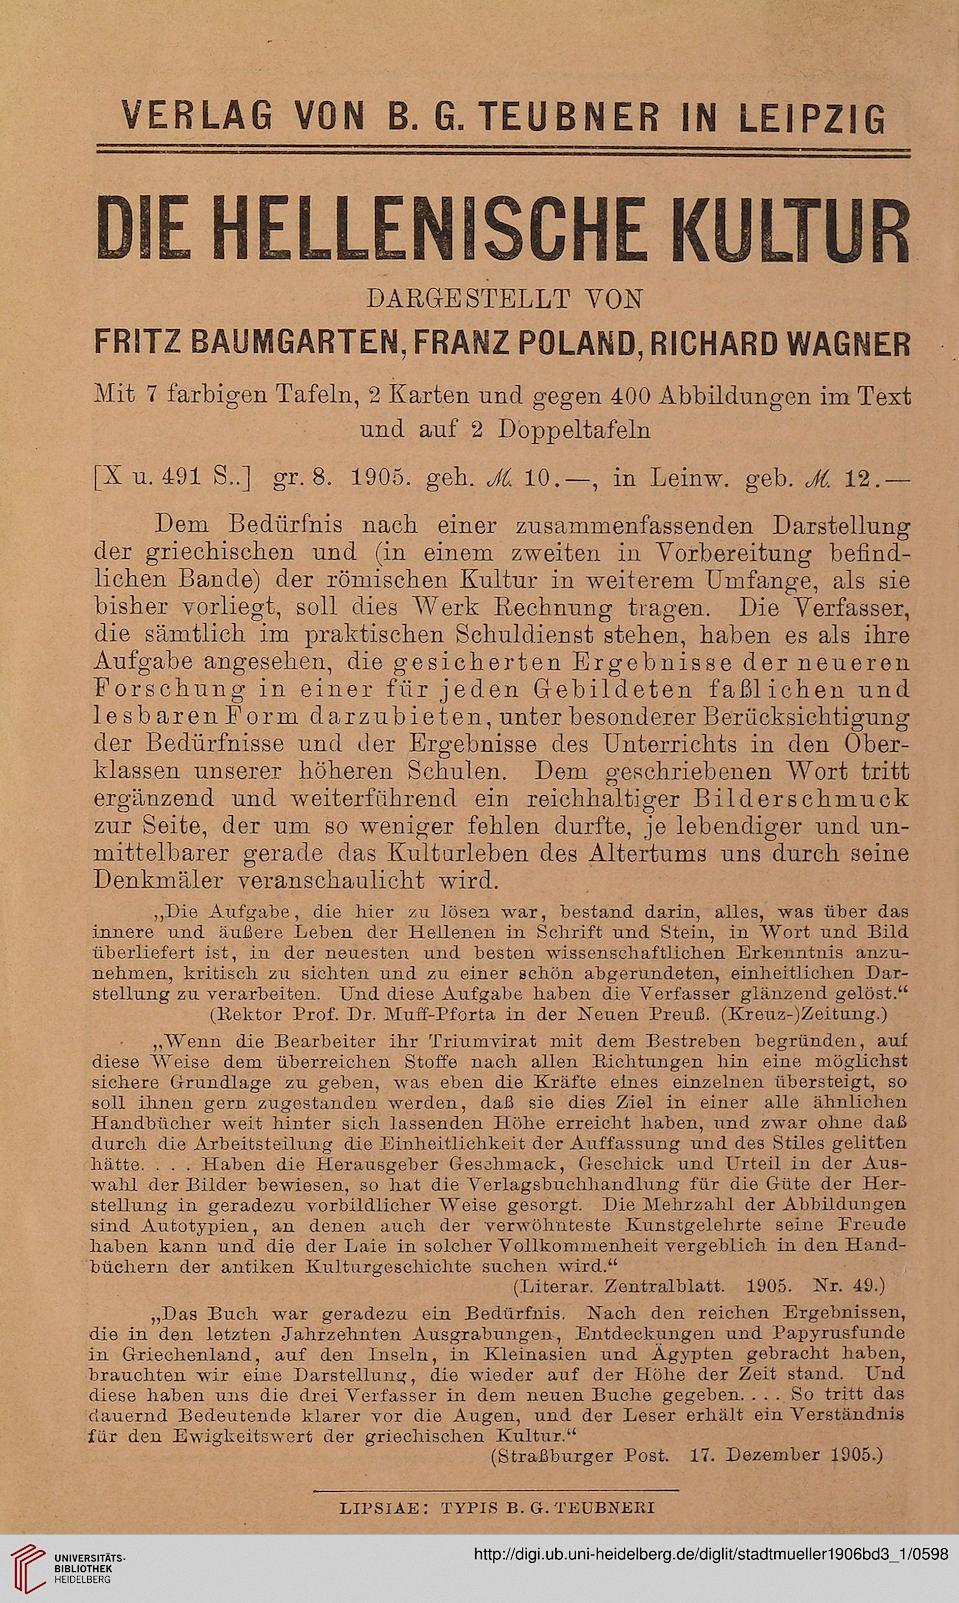 VERLAG VON B. G. TEUBNER IN LEIPZIG
DIE HELLENISCHE KULTUR
DARGESTELLT VON
FRITZ BAUMGARTEN, FRANZ POLAND, RICHARD WAGNER
Mit 7 farbigen Tafeln, 2 Karten und gegen 400 Abbildungen im Text
und auf 2 Doppeltafeln
[X u. 491 S..] gr. 8. 1905. geh. ℳ 10.—, in Leinw. geb. ℳ 12.—
Dem Bedürfnis nach einer zusammenfassenden Darstellung
der griechischen und (in einem zweiten in Vorbereitung befind-
lichen Bande) der römischen Kultur in weiterem Umfange, als sie
bisher vorliegt, soll dies Werk Rechnung tragen. Die Verfasser,
die sämtlich im praktischen Schuldienst stehen, haben es als ihre
Aufgabe angesehen, die gesicherten Ergebnisse der neueren
Forschung in einer für jeden Gebildeten faßlichen und
lesbaren Form darzubieten, unter besonderer Berücksichtigung
der Bedürfnisse und der Ergebnisse des Unterrichts in den Ober-
klassen unserer höheren Schulen. Dem geschriebenen Wort tritt
ergänzend und weiterführend ein reichhaltiger Bilderschmuck
zur Seite, der um so weniger fehlen durfte, je lebendiger und un-
mittelbarer gerade das Kulturleben des Altertums uns durch seine
Denkmäler veranschaulicht wird.
„Die Aufgabe, die hier zu lösen war, bestand darin, alles, was über das
innere und äußere Leben der Hellenen in Schrift und Stein, in Wort und Bild
überliefert ist, in der neuesten und besten wissenschaftlichen Erkenntnis anzu-
nehmen, kritisch zu sichten und zu einer schön abgerundeten, einheitlichen Dar-
stellung zu verarbeiten. Und diese Aufgabe haben die Verfasser glänzend gelöst.“
(Rektor Prof. Dr. Muff-Pforta in der Neuen Preuß. (Kreuz-)Zeitung.)
„Wenn die Bearbeiter ihr Triumvirat mit dem Bestreben begründen, auf
diese Weise dem überreichen Stoffe nach allen Richtungen hin eine möglichst
sichere Grundlage zu geben, was eben die Kräfte eines einzelnen übersteigt, so
soll ihnen gern zugestanden werden, daß sie dies Ziel in einer alle ähnlichen
Handbücher weit hinter sich lassenden Höhe erreicht haben, und zwar ohne daß
durch die Arbeitsteilung die Einheitlichkeit der Auffassung und des Stiles gelitten
hätte. . . . Haben die Herausgeber Geschmack, Geschick und Urteil in der Aus-
wahl der Bilder bewiesen, so hat die Verlagsbuchhandlung für die Güte der Her-
stellung in geradezu vorbildlicher Weise gesorgt. Die Mehrzahl der Abbildungen
sind Autotypien, an denen auch der verwöhnteste Kunstgelehrte seine Freude
haben kann und die der Laie in solcher Vollkommenheit vergeblich in den Hand-
büchern der antiken Kulturgeschichte suchen wird.“
(Literar. Zentralblatt. 1905. Nr. 49.)
„Das Buch war geradezu ein Bedürfnis. Nach den reichen Ergebnissen,
die in den letzten Jahrzehnten Ausgrabungen, Entdeckungen und Papyrusfunde
in Griechenland, auf den Inseln, in Kleinasien und Ägypten gebracht haben,
brauchten wir eine Darstellung, die wieder auf der Höhe der Zeit stand. Und
diese haben uns die drei Verfasser in dem neuen Buche gegeben. . . . So tritt das
dauernd Bedeutende klarer vor die Augen, und der Leser erhält ein Verständnis
für den Ewigkeitswert der griechischen Kultur.“
(Straßburger Post. 17. Dezember 1905.)
LIPSIAE: TYPIS B. G. TEUBNERI
UNIVERSITÄTS-
BIBLIOTHEK
HEIDELBERG
http://digi.ub.uni-heidelberg.de/diglit/stadtmueller1906bd3_1/0598